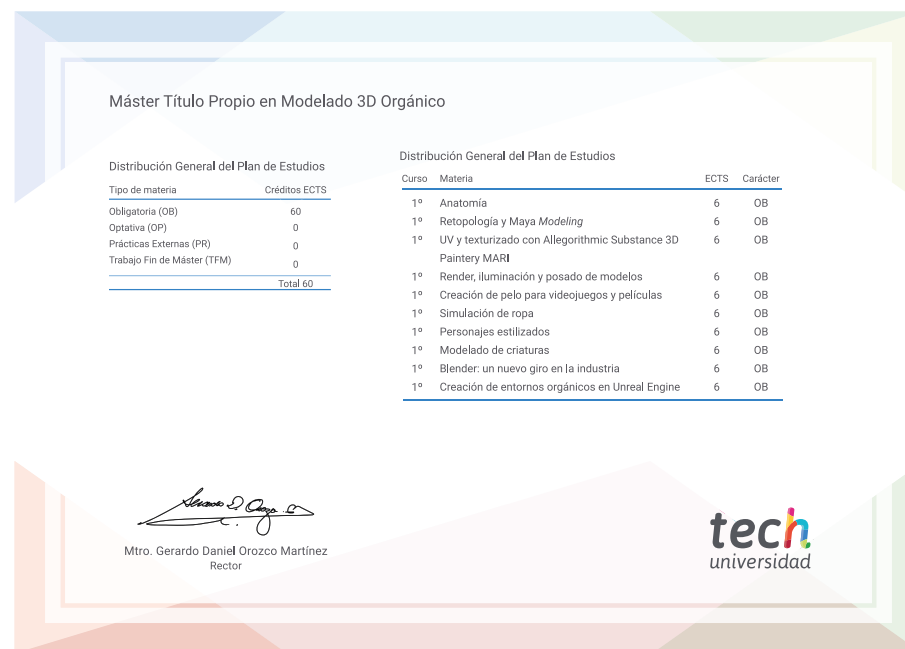 Máster Título Propio en Modelado 3D Orgánico
Distribución General del Plan de Estudios
Tipo de materia Créditos ECTS
Obligatoria (OB) 60
Optativa (OP) 0
Prácticas Externas (PR) 0
Trabajo Fin de Máster (TFM) 0
Total 60
Distribución General del Plan de Estudios
Curso Materia ECTS Carácter
1º Anatomía 6 OB
1º Retopología y Maya Modeling 6 OB
1º UV y texturizado con Allegorithmic Substance 3D 6 OB
Paintery MARI
1º Render, iluminación y posado de modelos 6 OB
1º Creación de pelo para videojuegos y películas 6 OB
1º Simulación de ropa 6 OB
1º Personajes estilizados 6 OB
1º Modelado de criaturas 6 OB
1º Blender: un nuevo giro en la industria 6 OB
1º Creación de entornos orgánicos en Unreal Engine 6 OB
Mtro. Gerardo Daniel Orozco Martínez
Rector
tech
universidad